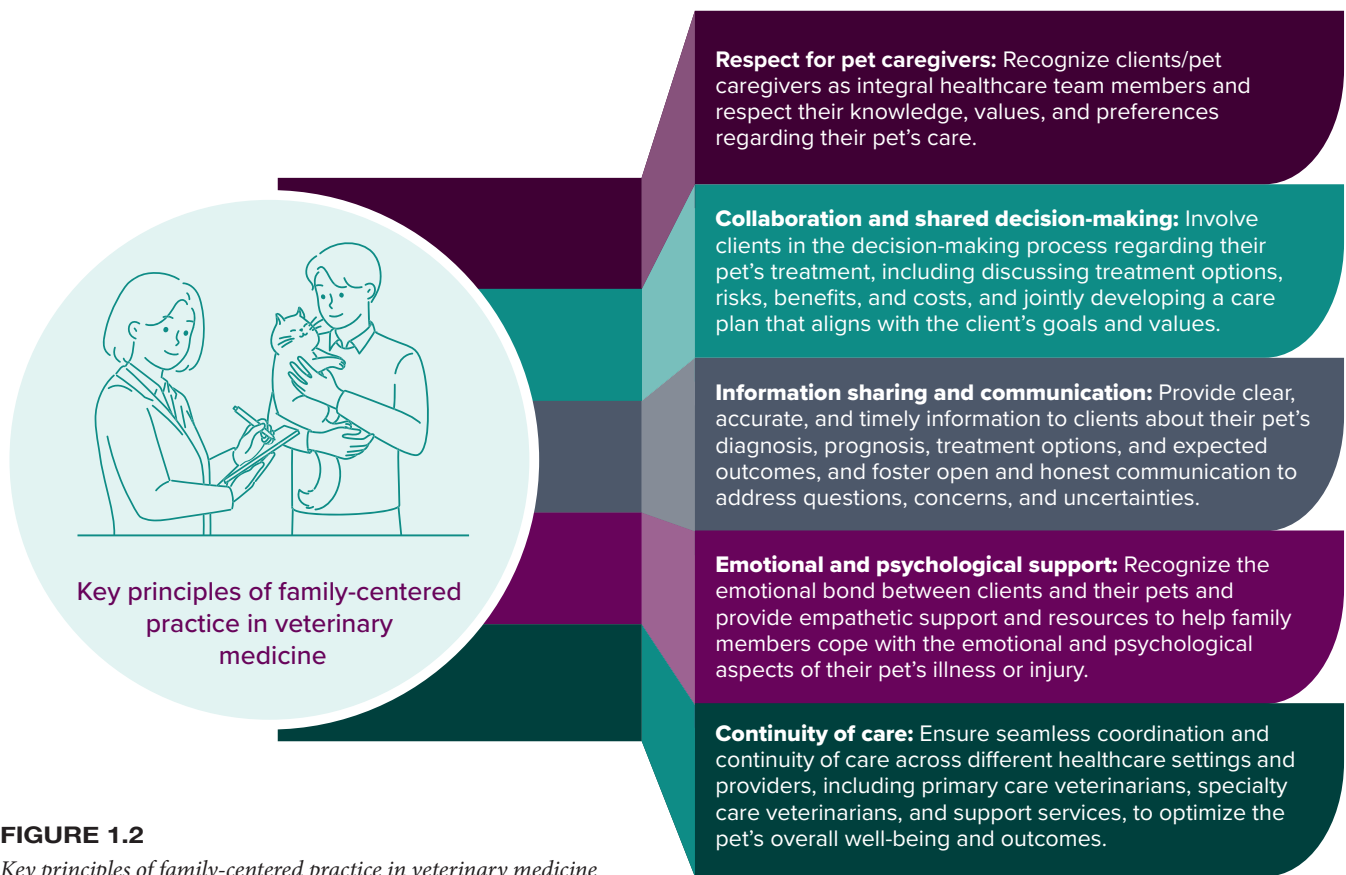 Respect for pet caregivers: Recognize clients/pet
caregivers as integral healthcare team members and
respect their knowledge, values, and preferences
regarding their pet's care.
Collaboration and shared decision-making: Involve
clients in the decision-making process regarding their
pet's treatment, including discussing treatment options,
risks, benefits, and costs, and jointly developing a care
plan that aligns with the client's goals and values.
Information sharing and communication: Provide clear,
accurate, and timely information to clients about their pet's
diagnosis, prognosis, treatment options, and expected
outcomes, and foster open and honest communication to
address questions, concerns, and uncertainties.
Emotional and psychological support: Recognize the
emotional bond between clients and their pets and
provide empathetic support and resources to help family
members cope with the emotional and psychological
aspects of their pet's illness or injury.
Continuity of care: Ensure seamless coordination and
continuity of care across different healthcare settings and
providers, including primary care veterinarians, specialty
care veterinarians, and support services, to optimize the
pet's overall well-being and outcomes.
Key principles of family-centered
practice in veterinary
medicine
FIGURE 1.2
Key principles of family-centered practice in veterinary medicine